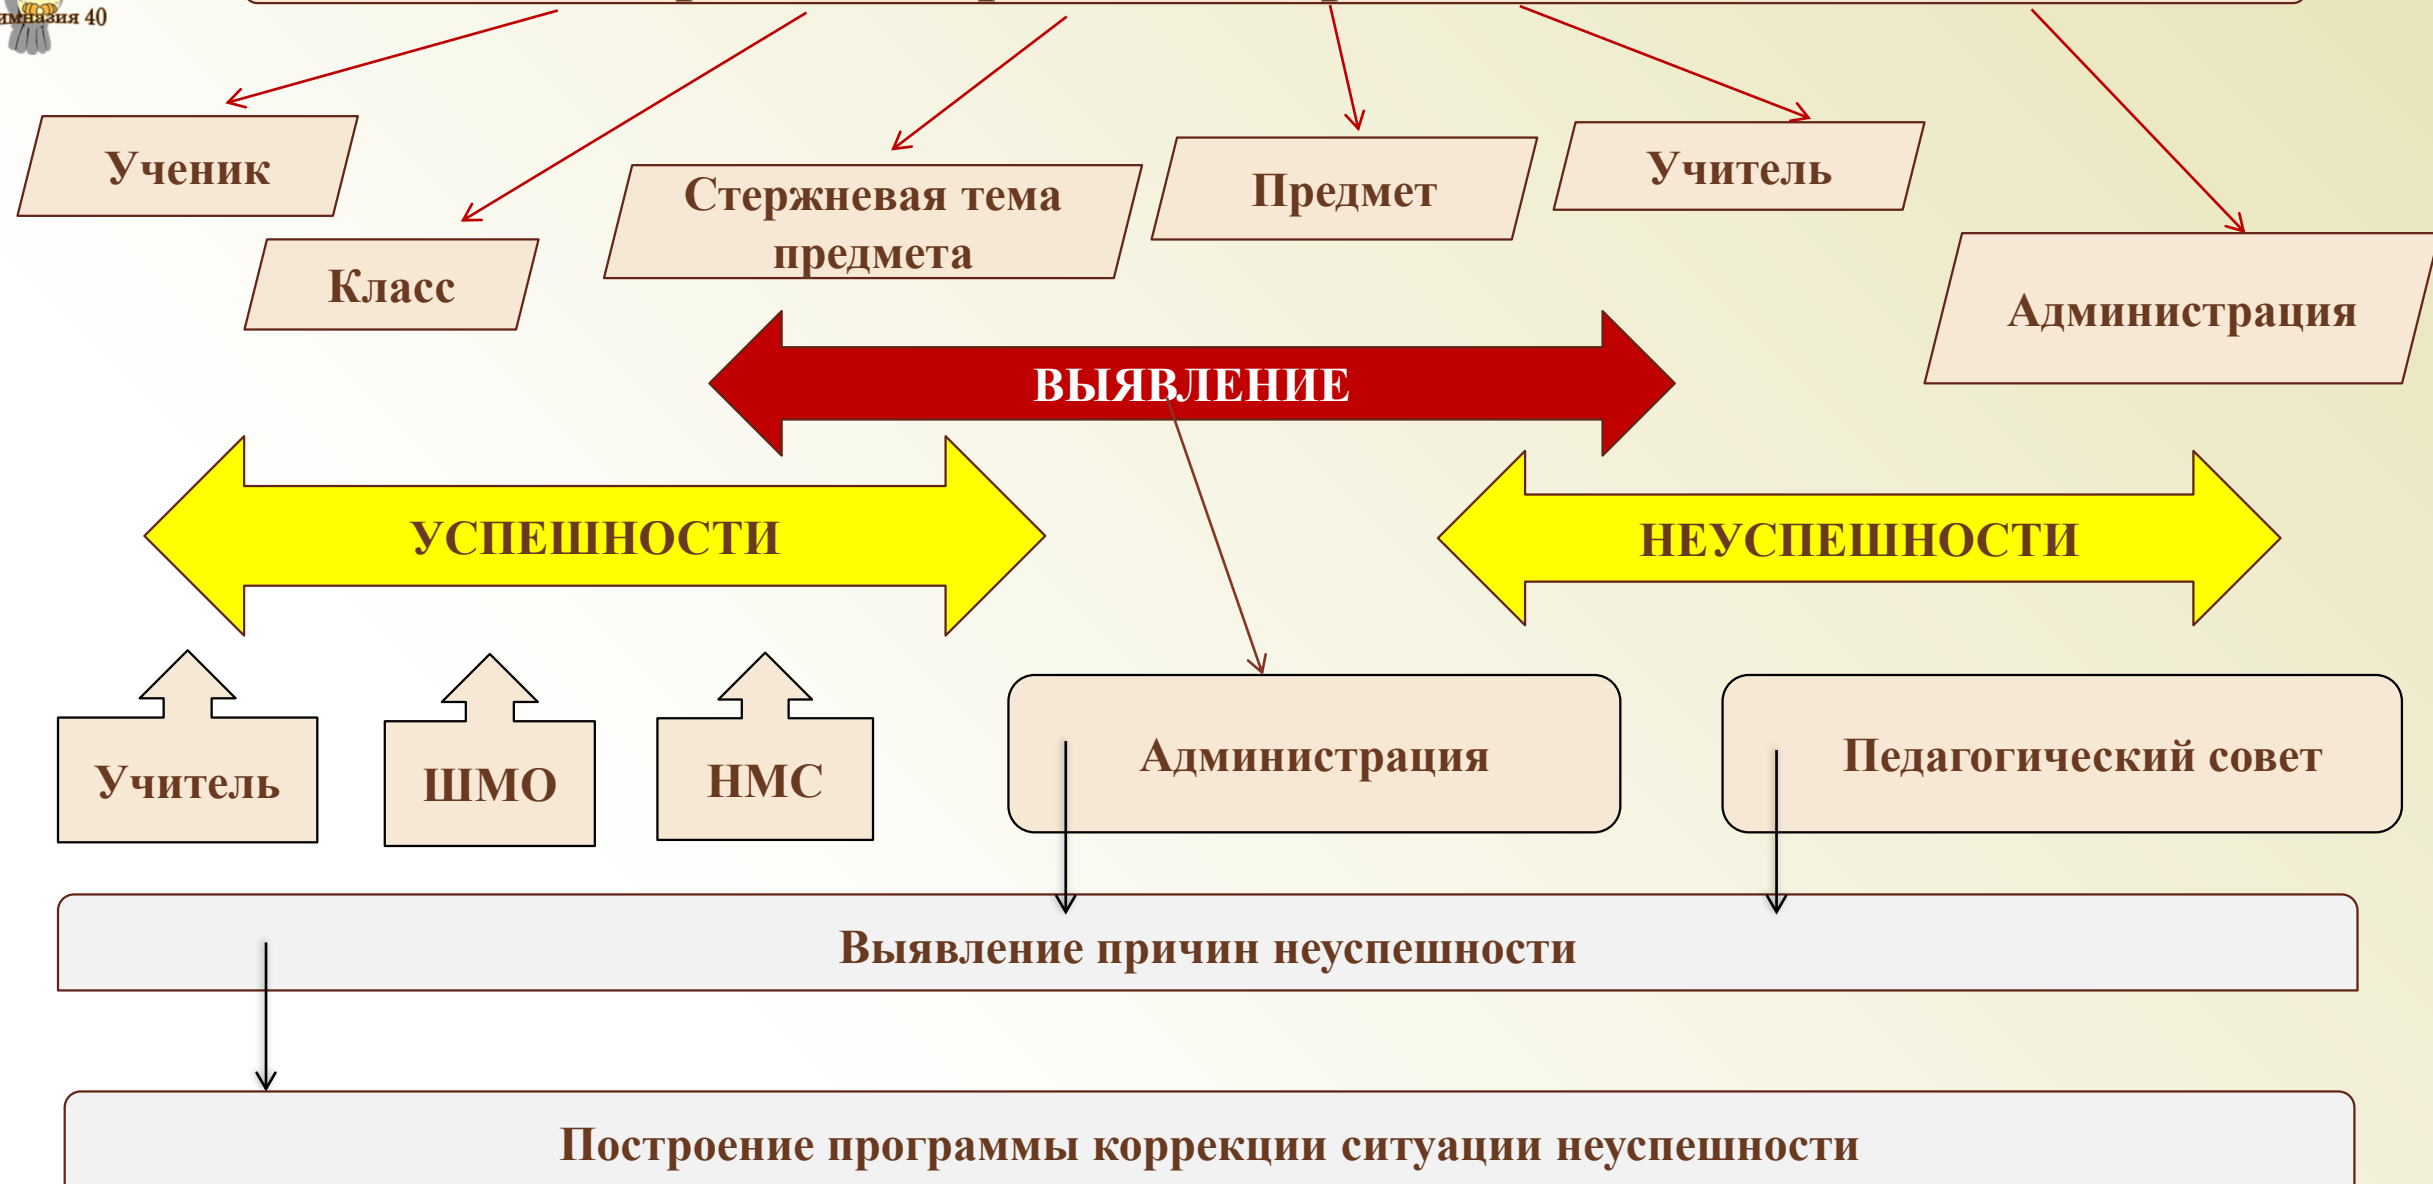 40
Ученик
Класс
Стержневая тема
предмета
Предмет
Учитель
Администрация
ВЫЯВЛЕНИЕ
УСПЕШНОСТИ
НЕУСПЕШНОСТИ
Учитель
ШМО
НМС
Администрация
Педагогический совет
Выявление причин неуспешности
Построение программы коррекции ситуации неуспешности